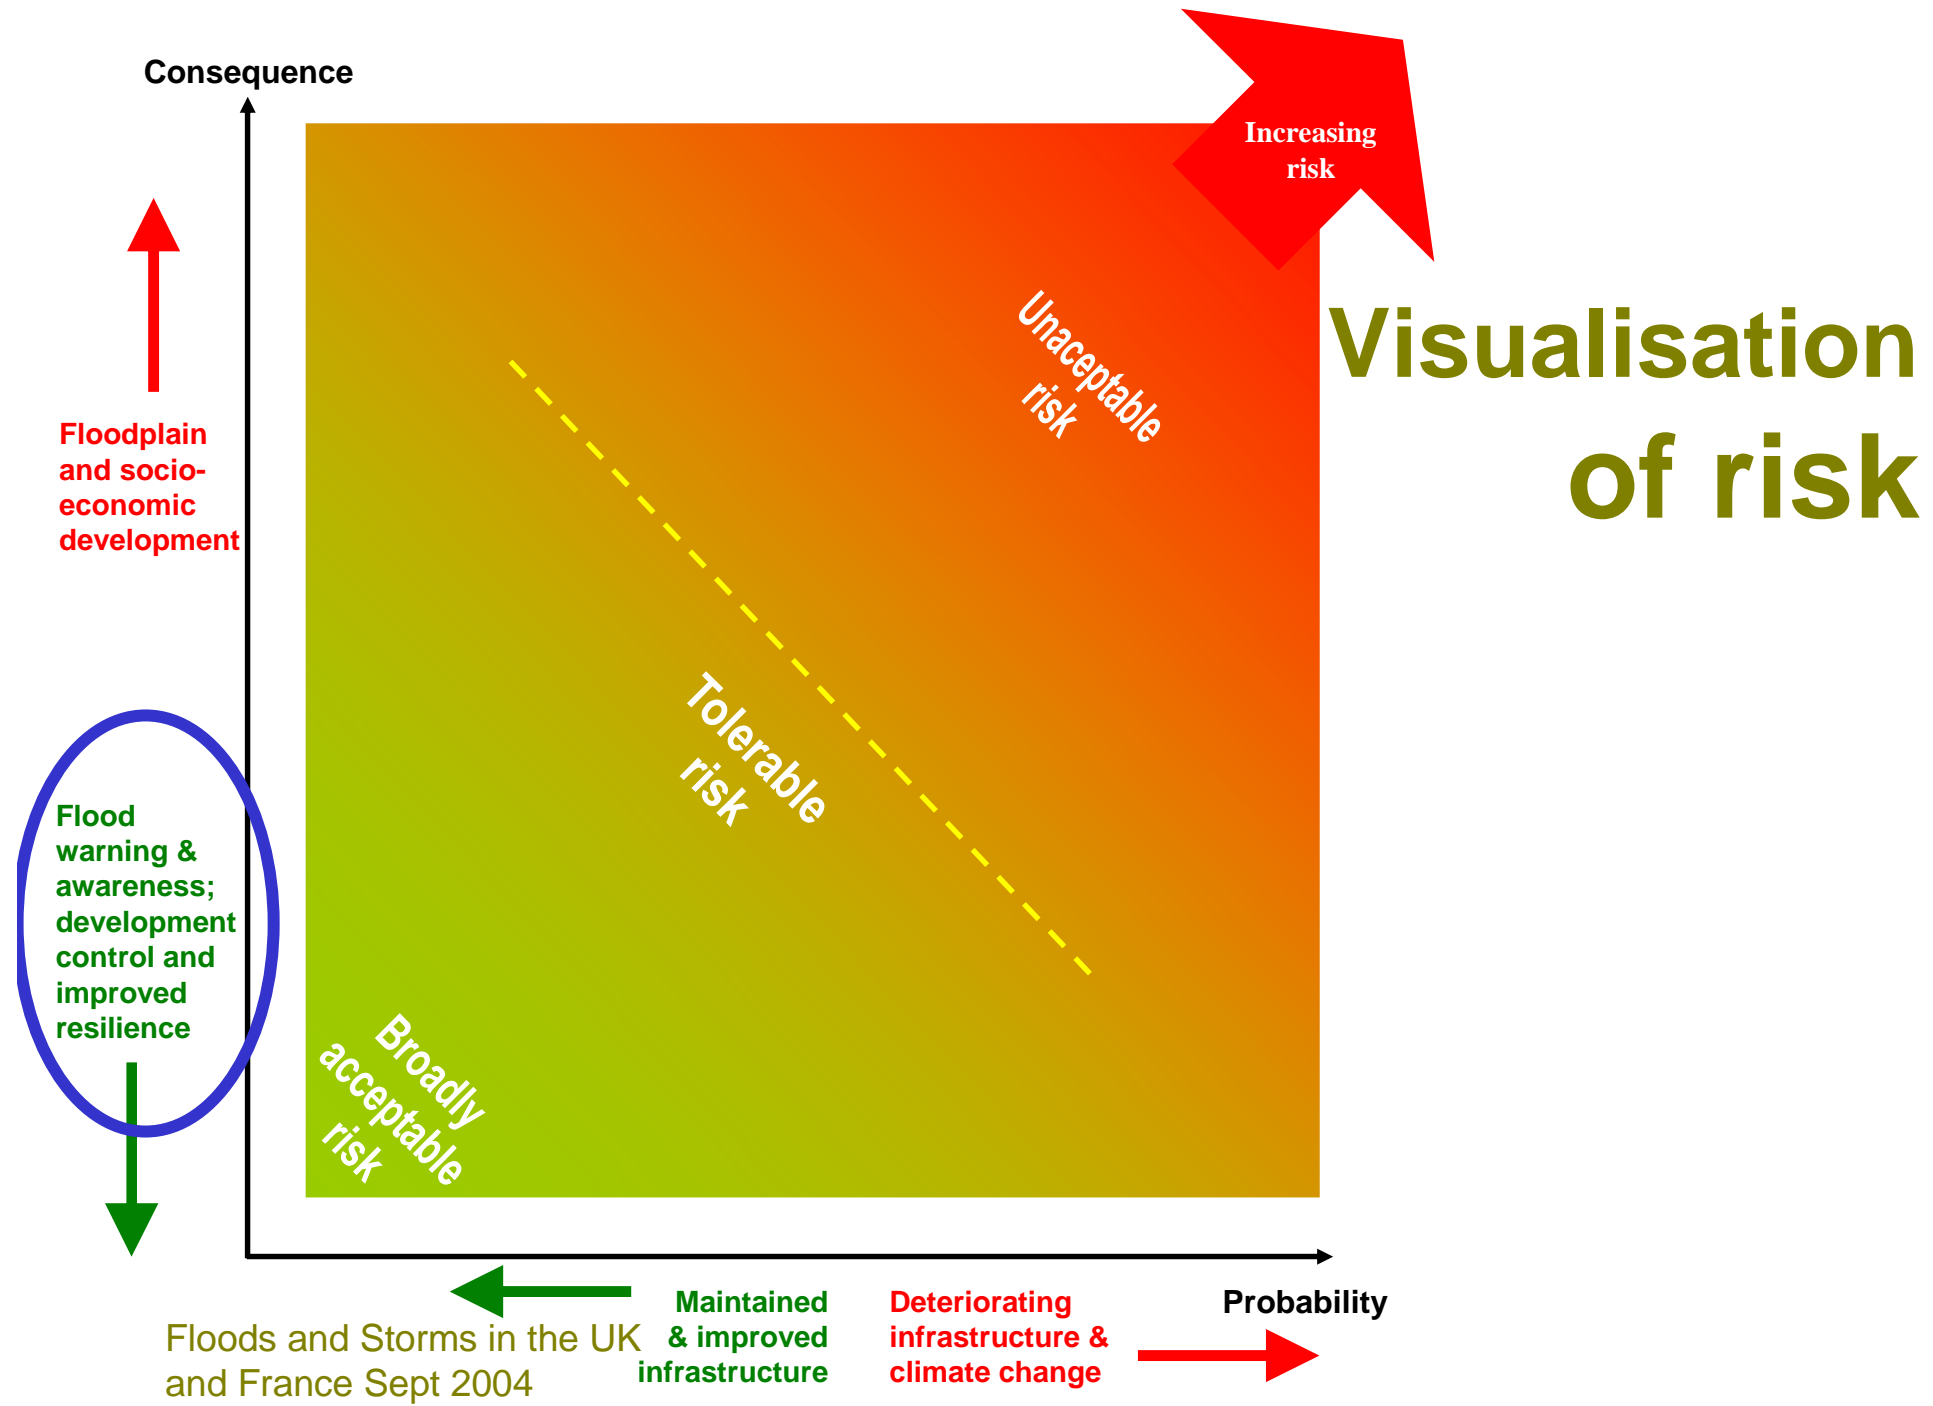 Consequence
Increasing
risk
Visualisation
of risk
Unaceptable
risk
Floodplain
and socio-
economic
development
Tolerable
risk
Flood
warning &
awareness;
development
control and
improved
resilience
Broadly
acceptable
risk
Maintained
& improved
infrastructure
Deteriorating
infrastructure &
climate change
Probability
Floods and Storms in the UK
and France Sept 2004